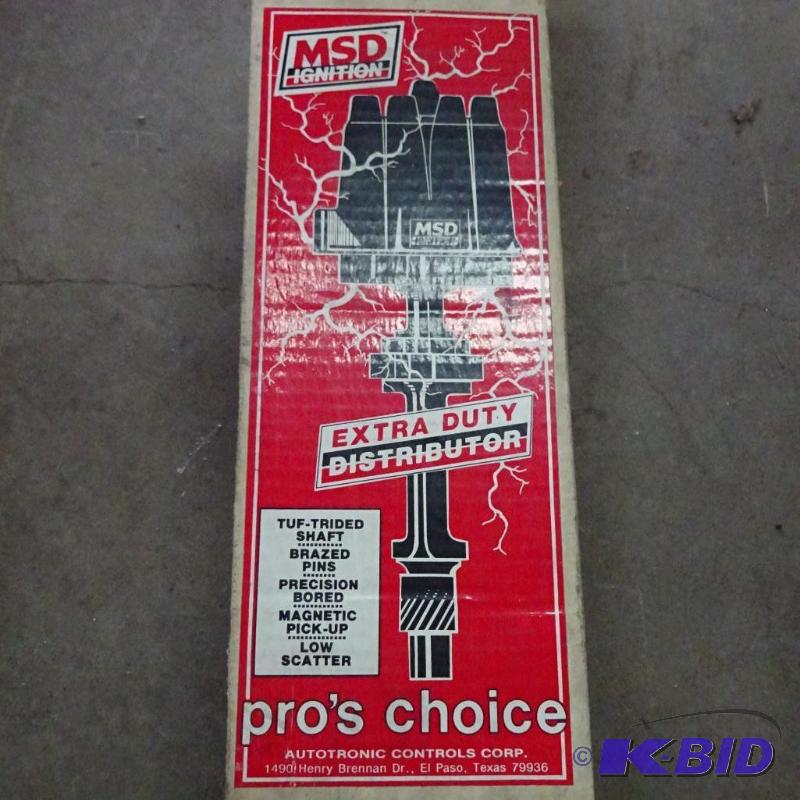 MSD
IGNITION
MSD
IGNITION
EXTRA DUTY
DISTRIBUTOR
TUF-TRIDED
SHAFT
BRAZED
PINS
PRECISION
BORED
MAGNETIC
PICK-UP
LOW
SCATTER
pro's choice
AUTOTRONIC CONTROLS CORP.
1490 Henry Brennan Dr., El Paso, Texas 79936
© K-BID